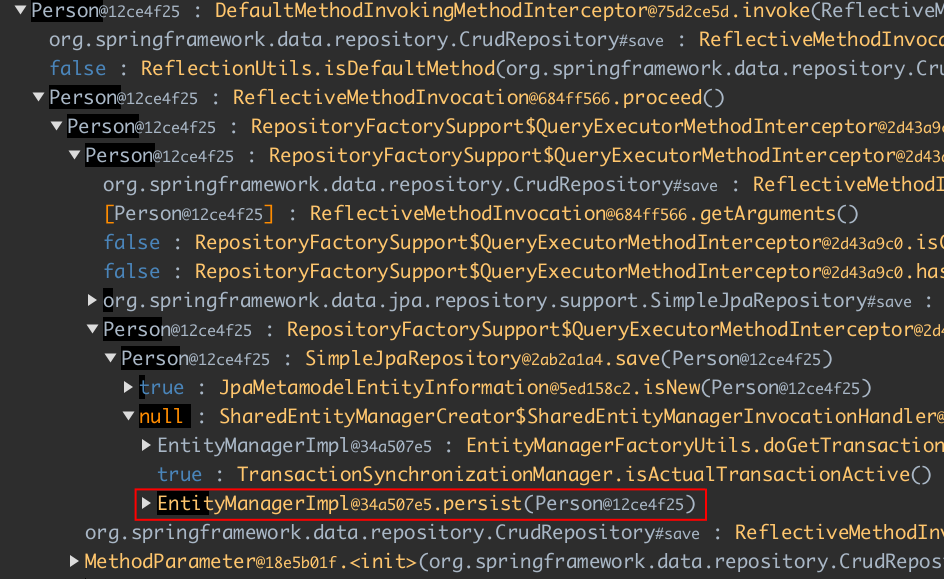 Person@12ce4f25 : DefaultMethodInvokingMethodInterceptor@75d2ce5d.invoke(ReflectiveM
org.springframework.data.repository.CrudRepository#save : ReflectiveMethodInvoca
false : ReflectionUtils.isDefaultMethod(org.springframework.data.repository.Cru
Person@12ce4f25 : ReflectiveMethodInvocation@684ff566.proceed()
Person@12ce4f25 : RepositoryFactorySupport$QueryExecutorMethodInterceptor@2d43a9c
Person@12ce4f25 : RepositoryFactorySupport$QueryExecutorMethodInterceptor@2d43a
org.springframework.data.repository.CrudRepository#save : ReflectiveMethodI
[Person@12ce4f25] : ReflectiveMethodInvocation@684ff566.getArguments()
false : RepositoryFactorySupport$QueryExecutorMethodInterceptor@2d43a9c0.isC
false : RepositoryFactorySupport$QueryExecutorMethodInterceptor@2d43a9c0.has
org.springframework.data.jpa.repository.support.SimpleJpaRepository#save :
Person@12ce4f25 : RepositoryFactorySupport$QueryExecutorMethodInterceptor@2d4
Person@12ce4f25 : SimpleJpaRepository@2ab2a1a4.save(Person@12ce4f25)
true : JpaMetamodelEntityInformation@5ed158c2.isNew(Person@12ce4f25)
null : SharedEntityManagerCreator$SharedEntityManagerInvocationHandler@
EntityManagerImpl@34a507e5 : EntityManagerFactoryUtils.doGetTransaction
true : TransactionSynchronizationManager.isActualTransactionActive()
EntityManagerImpl@34a507e5.persist(Person@12ce4f25)
org.springframework.data.repository.CrudRepository#save : ReflectiveMethodInv
MethodParameter@18e5b01f.<init>(org.springframework.data.repository.CrudRepos